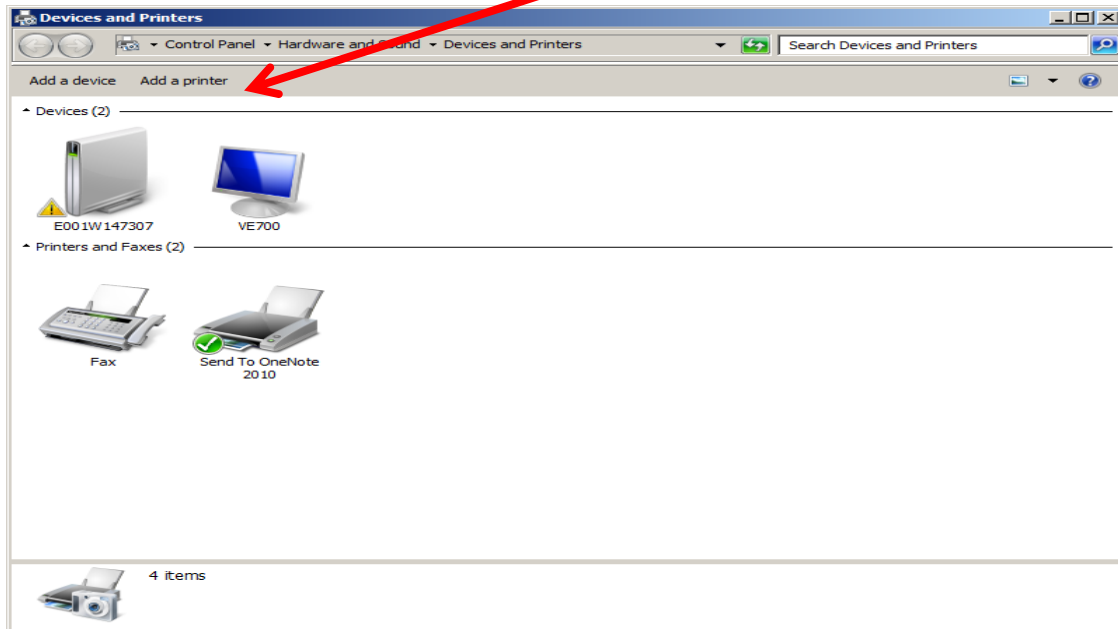 Devices and Printers
Control Panel Hardware and Sound Devices and Printers Search Devices and Printers
Add a device Add a printer
Devices (2)
E001W147307 VE700
Printers and Faxes (2)
Fax Send To OneNote
2010
4 items